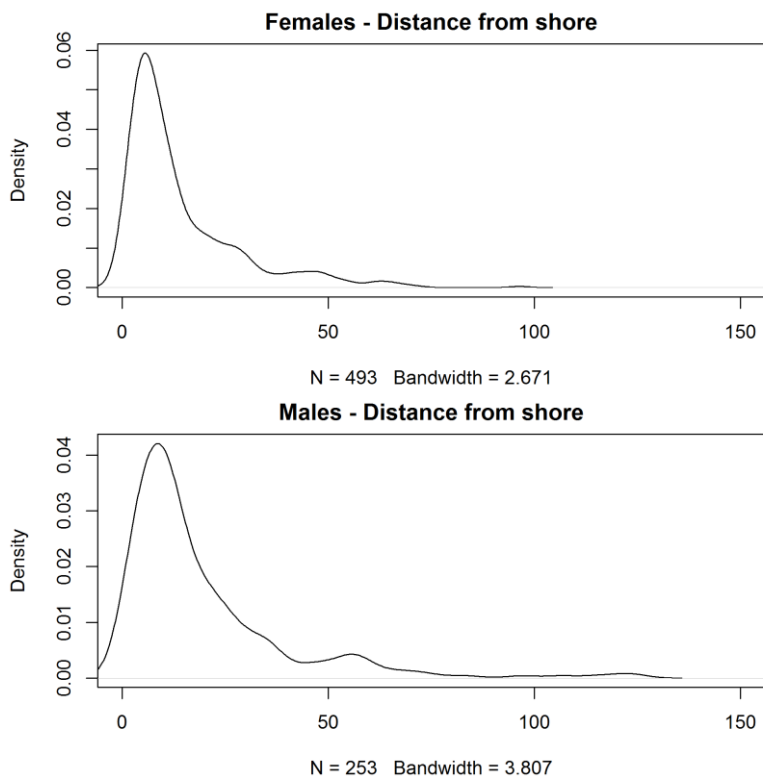 Females - Distance from shore
0.06
0.04
0.02
0.00
Density
0 50 100 150
N = 493 Bandwidth = 2.671
Males - Distance from shore
0.04
0.03
0.02
0.01
0.00
Density
0 50 100 150
N = 253 Bandwidth = 3.807